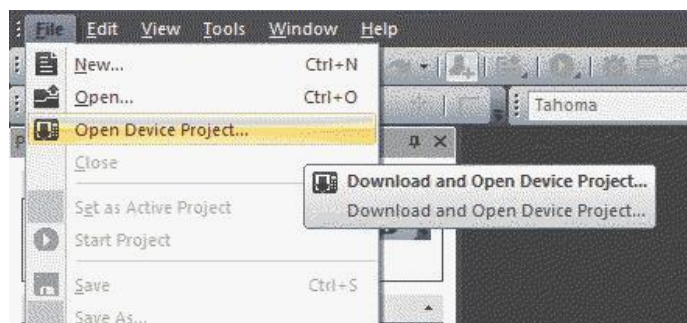 File Edit View Tools Window Help
New... Ctrl+N
Open... Ctrl+O
Tahoma
Open Device Project...
Close
Download and Open Device Project...
Download and Open Device Project...
Set as Active Project
Start Project
Save Ctrl+S
Save As...